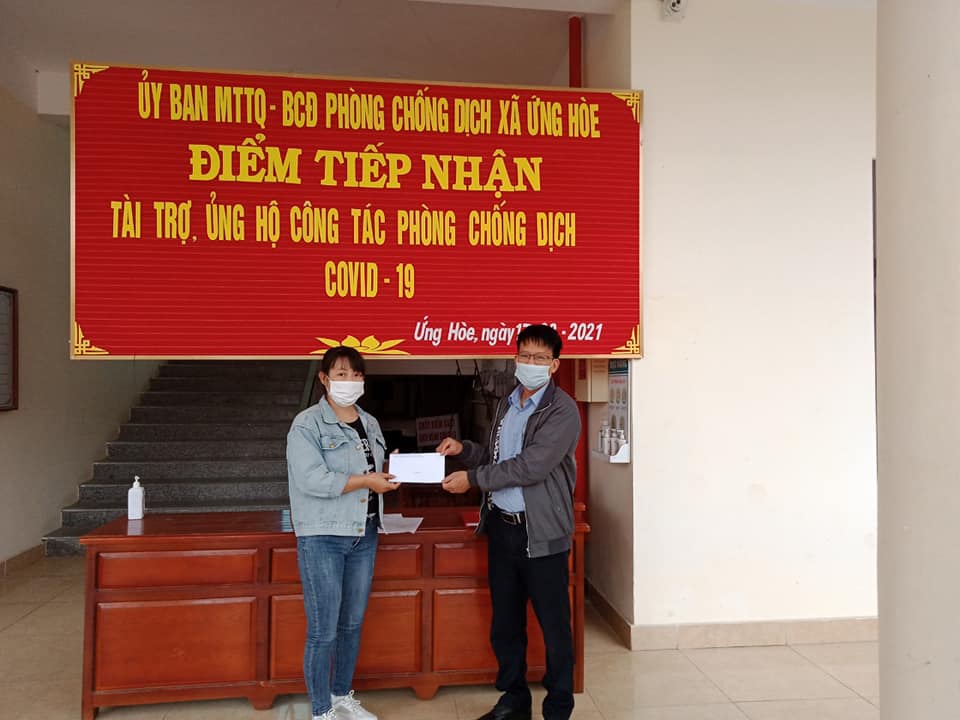 ỦY BAN MTTQ - BCĐ PHÒNG CHỐNG DỊCH XÃ ỨNG HÒE
ĐIỂM TIẾP NHẬN
TÀI TRỢ, ỦNG HỘ CÔNG TÁC PHÒNG CHỐNG DỊCH
COVID - 19
Ứng Hòe, ngày - 2021